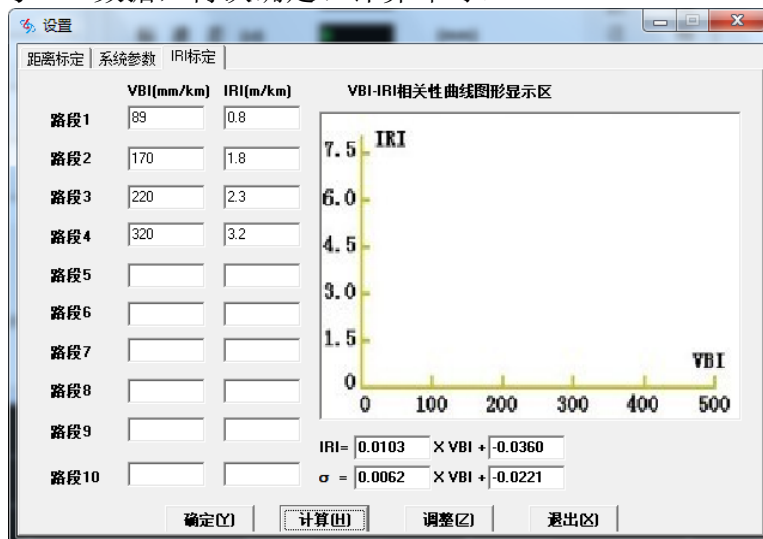 设置
距离标定 系统参数 IRI标定
VBI(mm/km) IRI(m/km) VBI-IRI相关性曲线图形显示区
路段1 89 0.8
路段2 170 1.8
路段3 220 2.3
路段4 320 3.2
路段5
路段6
路段7
路段8
路段9
路段10
IRI
7.5
6.0
4.5
3.0
1.5
0
VBI
0 100 200 300 400 500
IRI= 0.0103 X VBI + -0.0360
σ = 0.0062 X VBI + -0.0221
确定(Y) 计算(H) 调整(Z) 退出(X)